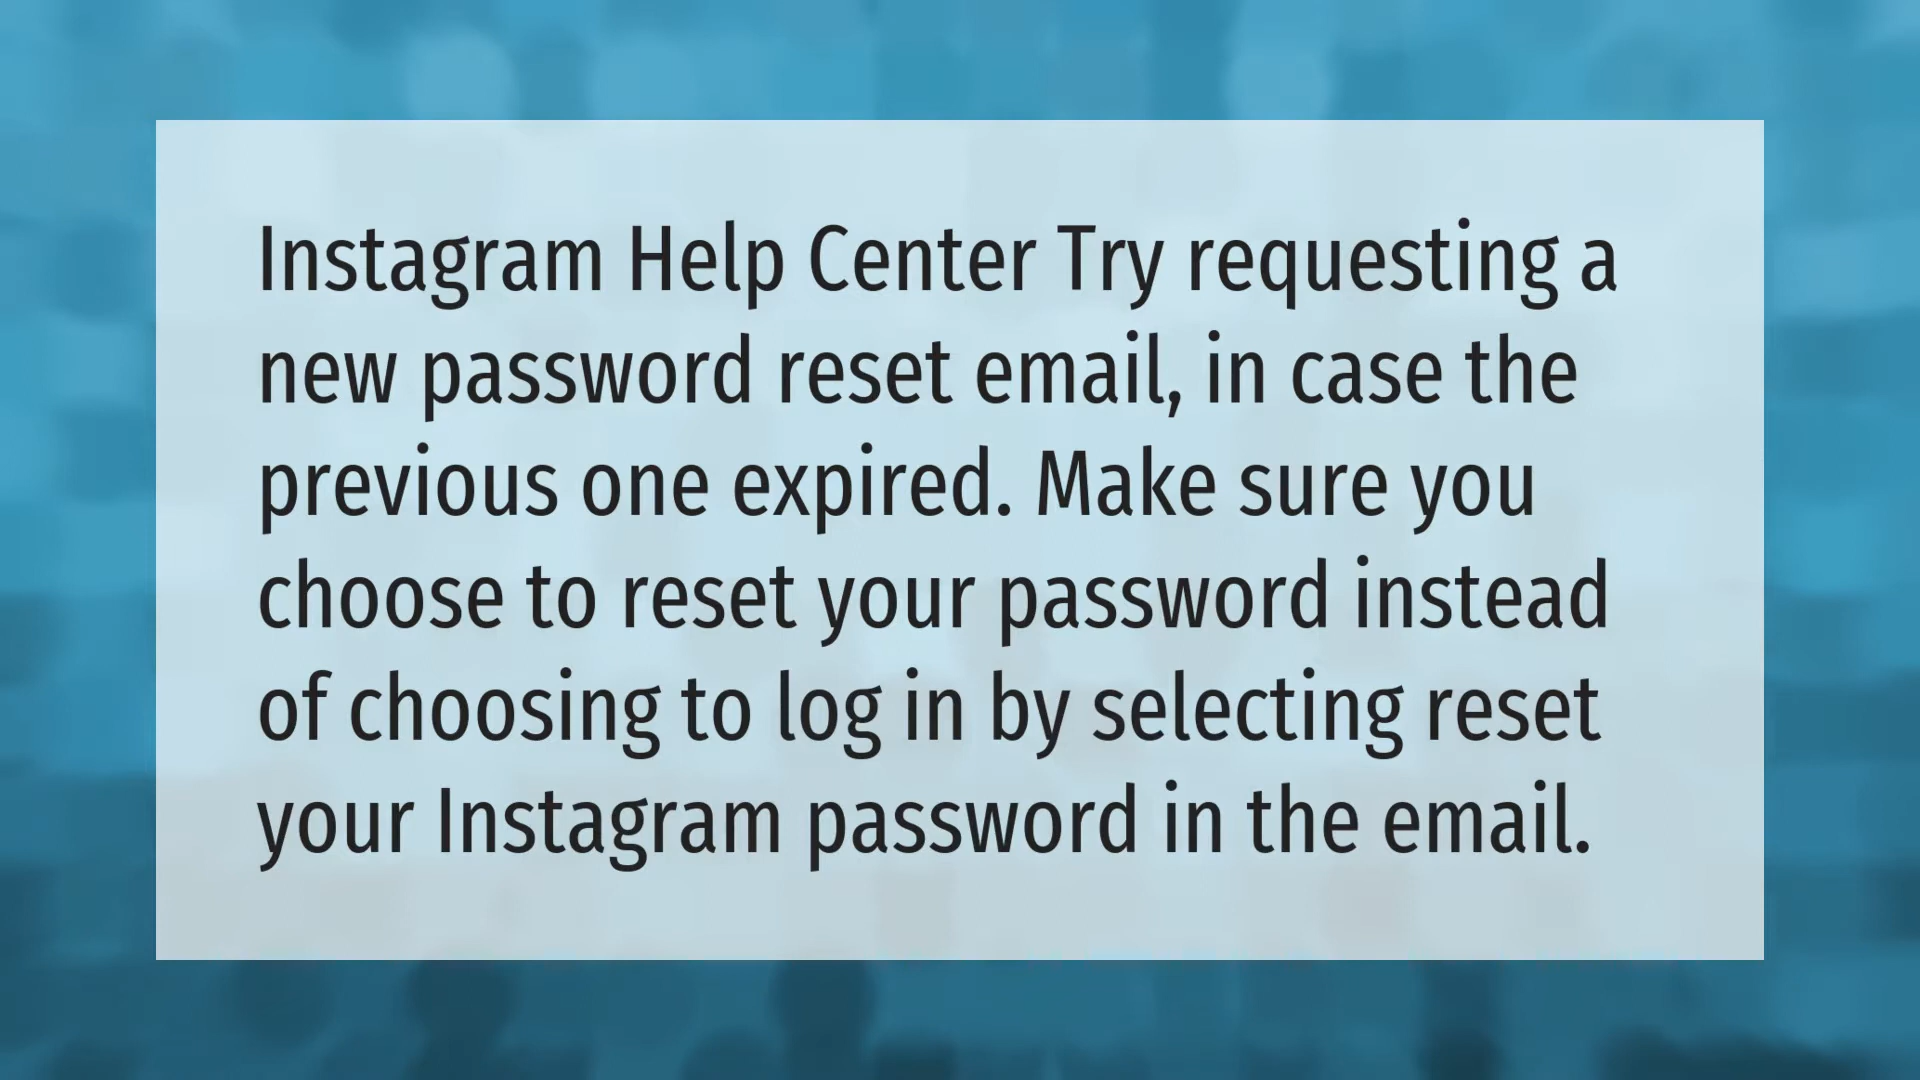 Instagram Help Center Try requesting a
new password reset email, in case the
previous one expired. Make sure you
choose to reset your password instead
of choosing to log in by selecting reset
your Instagram password in the email.